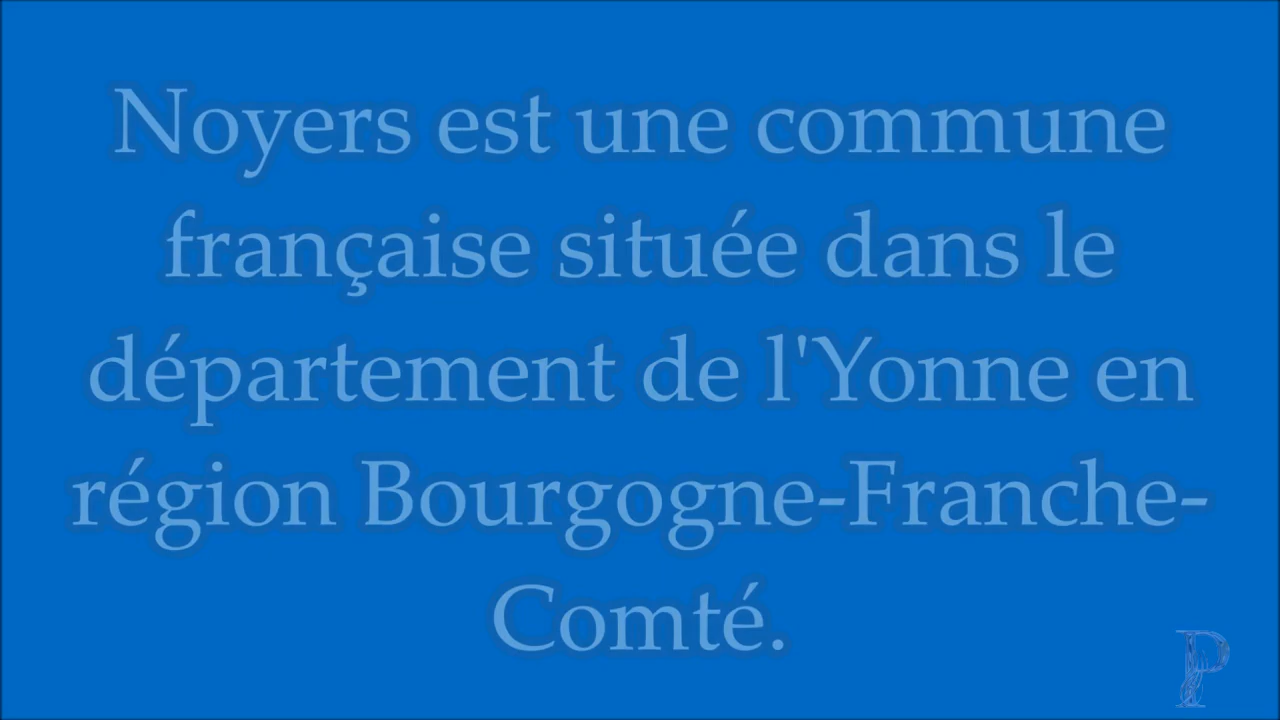 Noyers est une commune
française située dans le
département de l'Yonne en
région Bourgogne-Franche-
Comté.
P